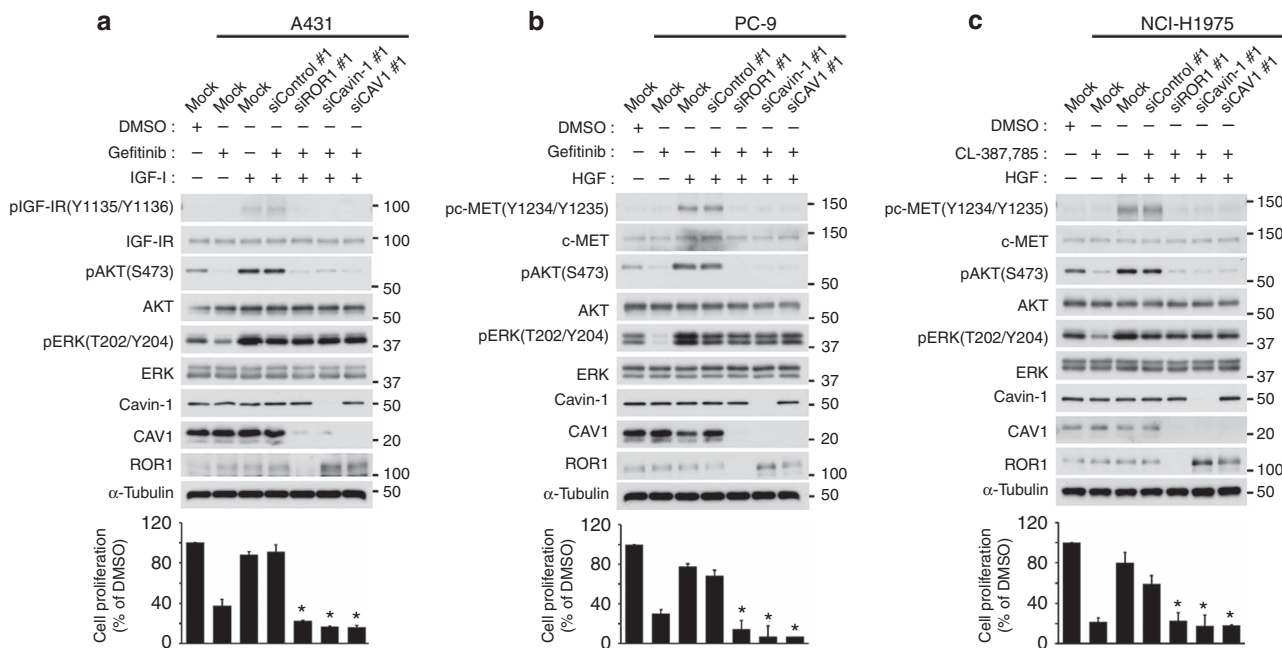 a
A431
Mock
Mock
Mock
siControl #1
siROR1 #1
siCavin-1 #1
siCAV1 #1
DMSO : + – – – – – –
Gefitinib : – + – + + + +
IGF-I : – – + + + + +
pIGF-IR(Y1135/Y1136) 100
IGF-IR 100
pAKT(S473) 50
AKT 50
pERK(T202/Y204) 37
ERK 37
Cavin-1 50
CAV1 20
ROR1 100
α-Tubulin 50
Cell proliferation
(% of DMSO)
120
80
40
0
* * *
b
PC-9
Mock
Mock
Mock
siControl #1
siROR1 #1
siCavin-1 #1
siCAV1 #1
DMSO : + – – – – – –
Gefitinib : – + – + + + +
HGF : – – + + + + +
pc-MET(Y1234/Y1235) 150
c-MET 150
pAKT(S473) 50
AKT 50
pERK(T202/Y204) 37
ERK 37
Cavin-1 50
CAV1 20
ROR1 100
α-Tubulin 50
Cell proliferation
(% of DMSO)
120
80
40
0
* * *
c
NCI-H1975
Mock
Mock
Mock
siControl #1
siROR1 #1
siCavin-1 #1
siCAV1 #1
DMSO : + – – – – – –
CL-387,785 : – + – + + + +
HGF : – – + + + + +
pc-MET(Y1234/Y1235) 150
c-MET 150
pAKT(S473) 50
AKT 50
pERK(T202/Y204) 37
ERK 37
Cavin-1 50
CAV1 20
ROR1 100
α-Tubulin 50
Cell proliferation
(% of DMSO)
120
80
40
0
* * *